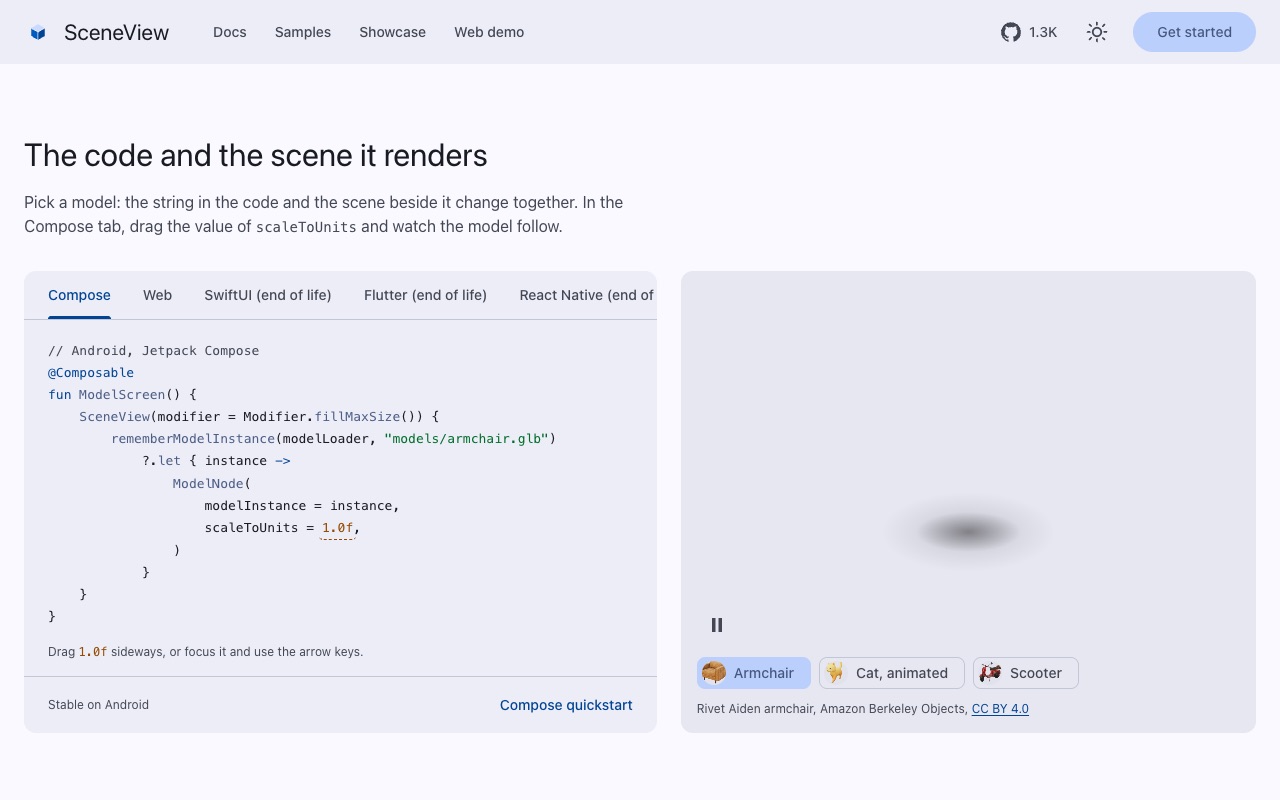 SceneView
Docs
Samples
Showcase
Web demo
1.3K
Get started
The code and the scene it renders
Pick a model: the string in the code and the scene beside it change together. In the
Compose tab, drag the value of scaleToUnits and watch the model follow.
Compose
Web
SwiftUI (end of life)
Flutter (end of life)
React Native (end of
// Android, Jetpack Compose
@Composable
fun ModelScreen() {
    SceneView(modifier = Modifier.fillMaxSize()) {
        rememberModelInstance(modelLoader, "models/armchair.glb")
            ?.let { instance ->
                ModelNode(
                    modelInstance = instance,
                    scaleToUnits = 1.0f,
                )
            }
    }
}
Drag 1.0f sideways, or focus it and use the arrow keys.
Stable on Android
Compose quickstart
Armchair
Cat, animated
Scooter
Rivet Aiden armchair, Amazon Berkeley Objects, CC BY 4.0